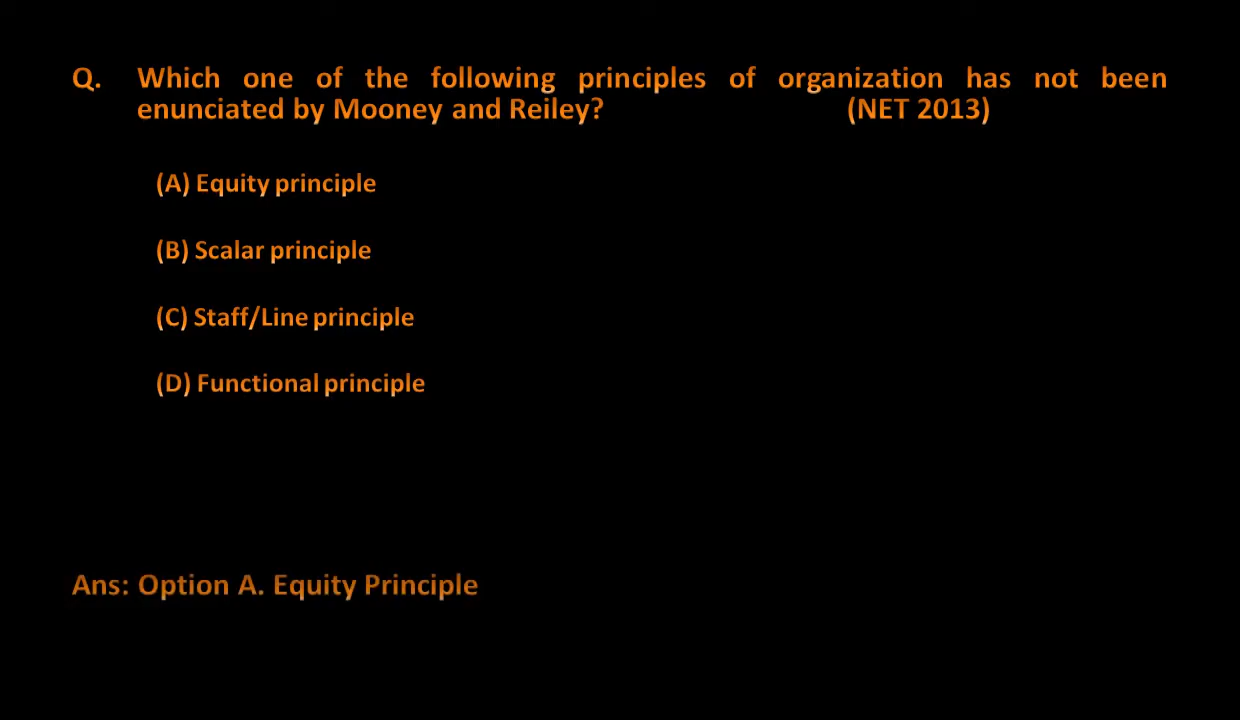 Q. Which one of the following principles of organization has not been
enunciated by Mooney and Reiley? (NET 2013)
(A) Equity principle
(B) Scalar principle
(C) Staff/Line principle
(D) Functional principle
Ans: Option A. Equity Principle